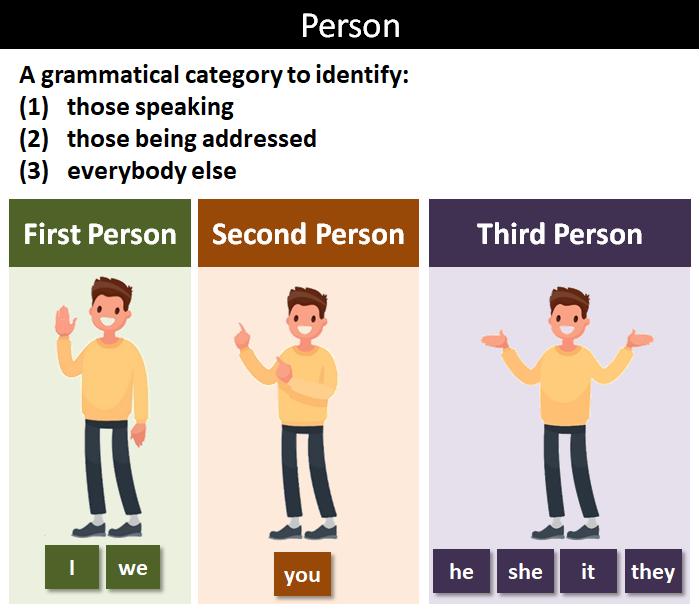 Person
A grammatical category to identify:
(1) those speaking
(2) those being addressed
(3) everybody else
First Person
Second Person
Third Person
I
we
you
he
she
it
they